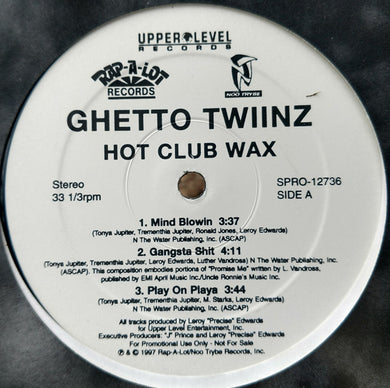 UPPER LEVEL
RECORDS
RAP-A-LOT
RECORDS
NOO TRYBE
GHETTO TWIINZ
HOT CLUB WAX
Stereo
33 1/3rpm
SPRO-12736
SIDE A
1. Mind Blowin 3:37
(Tonya Jupiter, Trementhia Jupiter, Ronald Jones, Leroy Edwards)
N The Water Publishing, Inc. (ASCAP)
2. Gangsta Shit 4:11
(Tonya Jupiter, Trementhia Jupiter, Leroy Edwards, Luther Vandross) N The Water Publishing, Inc.
(ASCAP). This composition embodies portions of "Promise Me" written by L. Vandross,
published by EMI April Music Inc./Uncle Ronnie's Music Inc.
3. Play On Playa 3:44
(Tonya Jupiter, Trementhia Jupiter, M. Starks, Leroy Edwards)
N The Water Publishing, Inc. (ASCAP)
All tracks produced by Leroy "Precise" Edwards
for Upper Level Entertainment, Inc.
Executive Producers: "J" Prince and Leroy "Precise" Edwards
For Promotional Use Only - Not For Sale
℗ & © 1997 Rap-A-Lot/Noo Trybe Records, Inc.